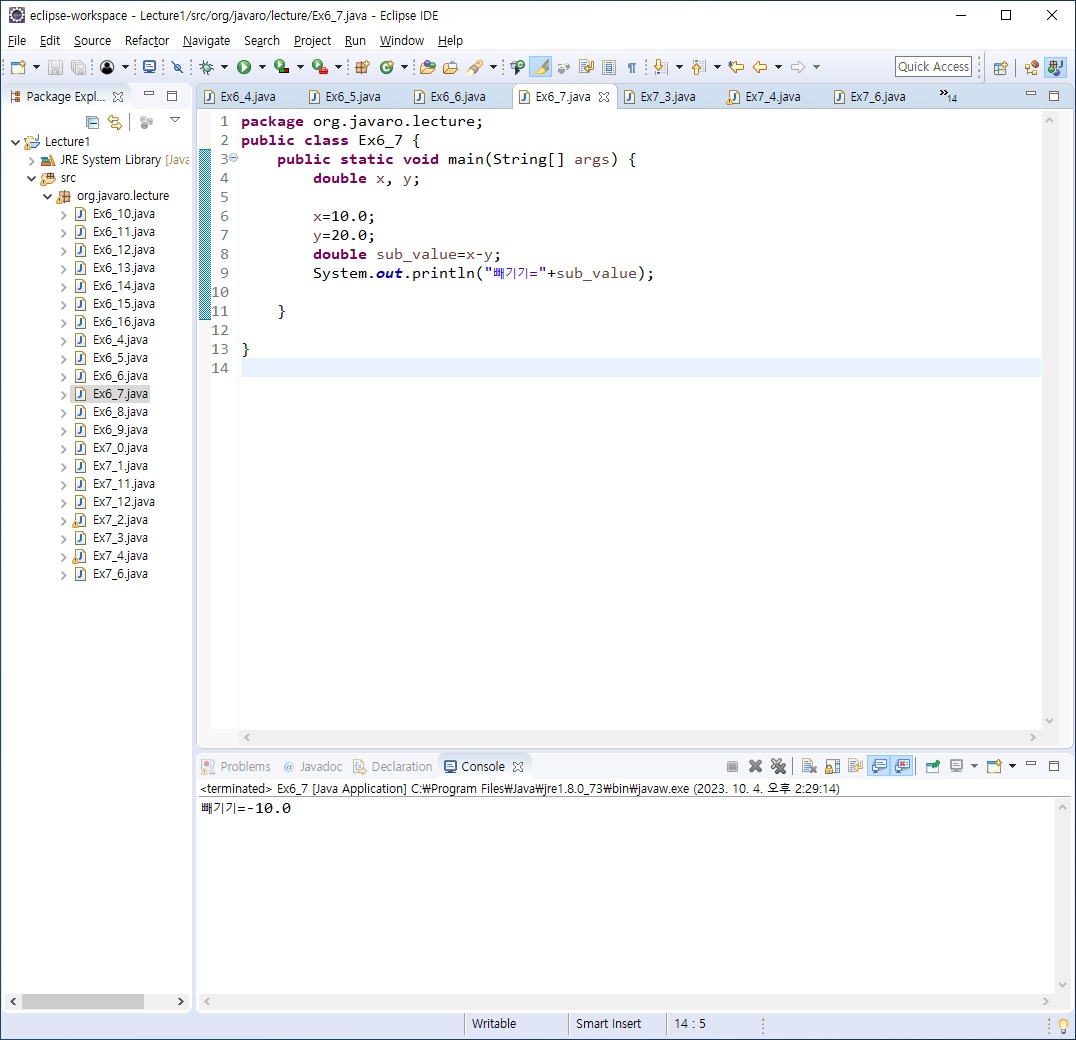 eclipse-workspace - Lecture1/src/org/javaro/lecture/Ex6_7.java - Eclipse IDE
File Edit Source Refactor Navigate Search Project Run Window Help
Quick Access
Package Expl...
Lecture1
JRE System Library [Java
src
org.javaro.lecture
Ex6_10.java
Ex6_11.java
Ex6_12.java
Ex6_13.java
Ex6_14.java
Ex6_15.java
Ex6_16.java
Ex6_4.java
Ex6_5.java
Ex6_6.java
Ex6_7.java
Ex6_8.java
Ex6_9.java
Ex7_0.java
Ex7_1.java
Ex7_11.java
Ex7_12.java
Ex7_2.java
Ex7_3.java
Ex7_4.java
Ex7_6.java
Ex6_4.java Ex6_5.java Ex6_6.java Ex6_7.java Ex7_3.java Ex7_4.java Ex7_6.java »14
1 package org.javaro.lecture;
2 public class Ex6_7 {
3 public static void main(String[] args) {
4 double x, y;
5
6 x=10.0;
7 y=20.0;
8 double sub_value=x-y;
9 System.out.println("빼기기="+sub_value);
10
11 }
12
13 }
14
Problems @ Javadoc Declaration Console
<terminated> Ex6_7 [Java Application] C:₩Program Files₩Java₩jre1.8.0_73₩bin₩javaw.exe (2023. 10. 4. 오후 2:29:14)
빼기기=-10.0
Writable Smart Insert 14 : 5